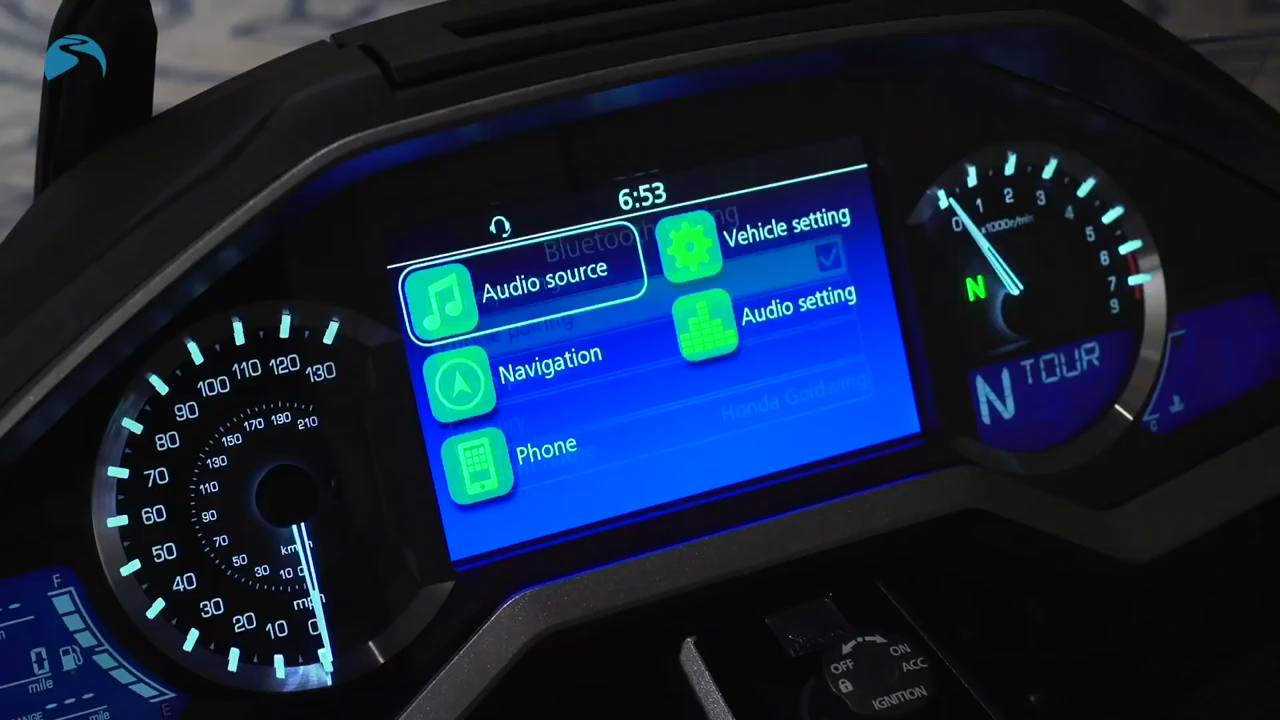 6:53
Bluetooth setting
Audio source
Vehicle setting
Navigation
Audio setting
Phone
Honda Goldwing
0
10
20
30
40
50
60
70
80
90
100
110
120
130
mph
km/h
0
10
30
50
70
90
110
130
150
170
190
210
0
1
2
3
4
5
6
7
9
x1000r/min
N
N TOUR
C
F
E
0
mile
mile
OFF
ON
ACC
IGNITION